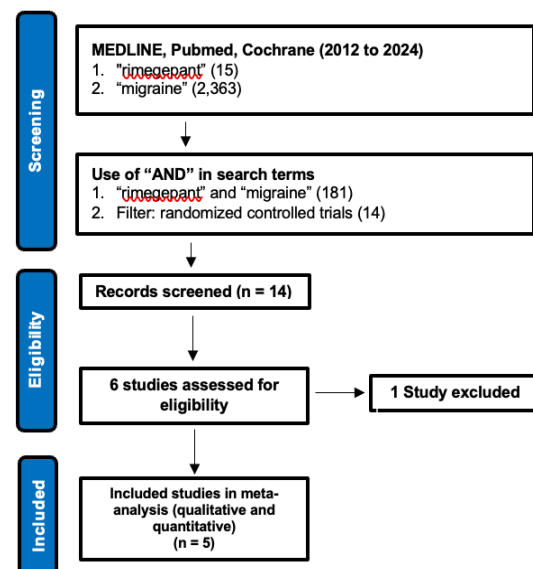 Screening
MEDLINE, Pubmed, Cochrane (2012 to 2024)
1. "rimegepant” (15)
2. “migraine” (2,363)
Use of “AND” in search terms
1. “rimegepant” and “migraine” (181)
2. Filter: randomized controlled trials (14)
Eligibility
Records screened (n = 14)
6 studies assessed for
eligibility
1 Study excluded
Included
Included studies in meta-
analysis (qualitative and
quantitative)
(n = 5)